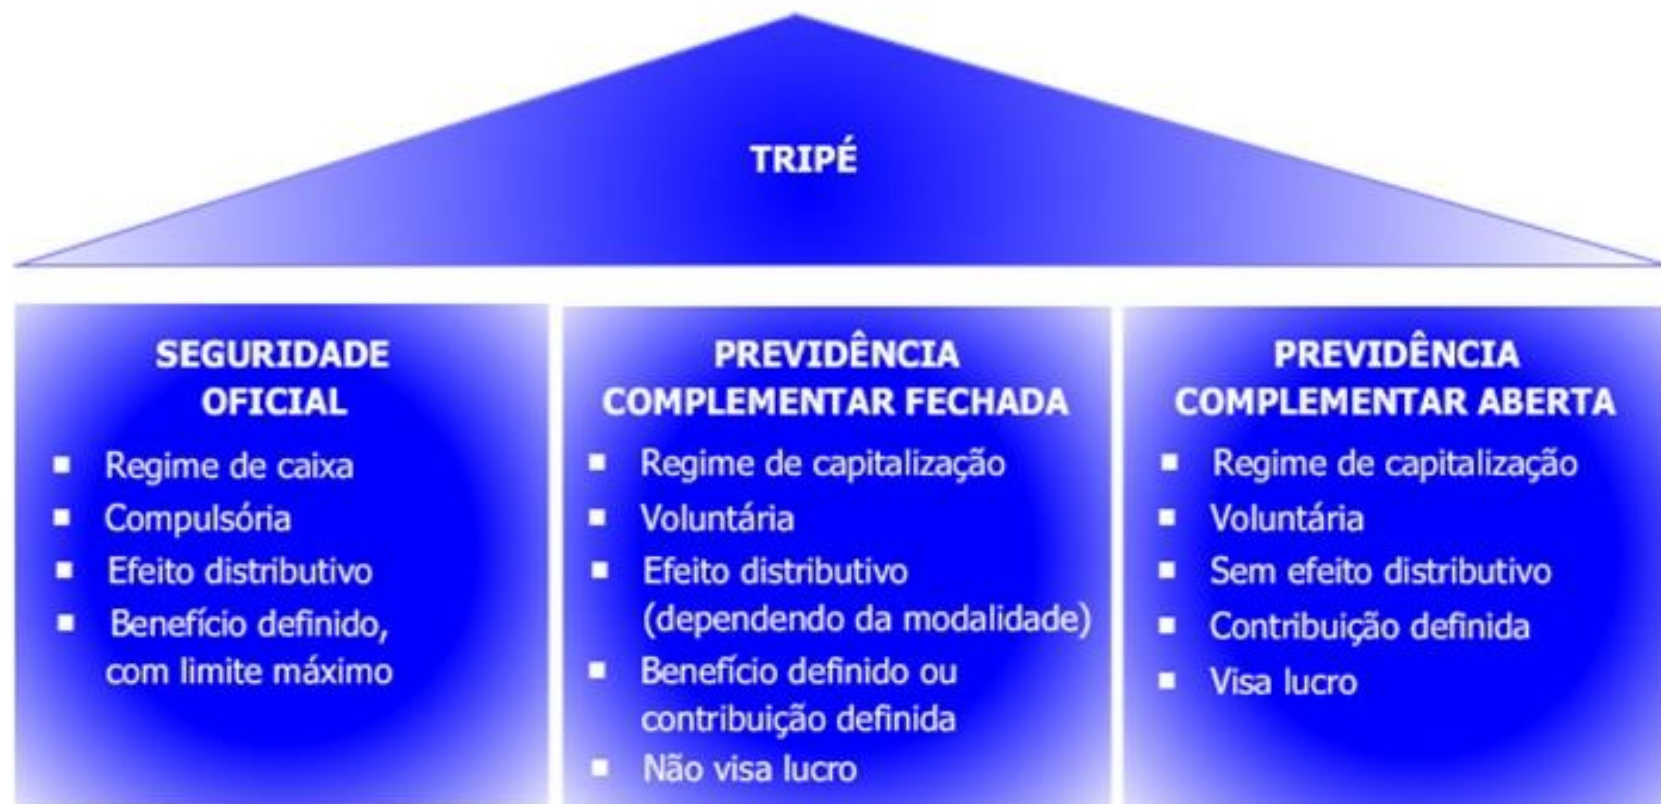 TRIPÉ
SEGURIDADE
OFICIAL
▪ Regime de caixa
▪ Compulsória
▪ Efeito distributivo
▪ Benefício definido,
com limite máximo
PREVIDÊNCIA
COMPLEMENTAR FECHADA
▪ Regime de capitalização
▪ Voluntária
▪ Efeito distributivo
(dependendo da modalidade)
▪ Benefício definido ou
contribuição definida
▪ Não visa lucro
PREVIDÊNCIA
COMPLEMENTAR ABERTA
▪ Regime de capitalização
▪ Voluntária
▪ Sem efeito distributivo
▪ Contribuição definida
▪ Visa lucro